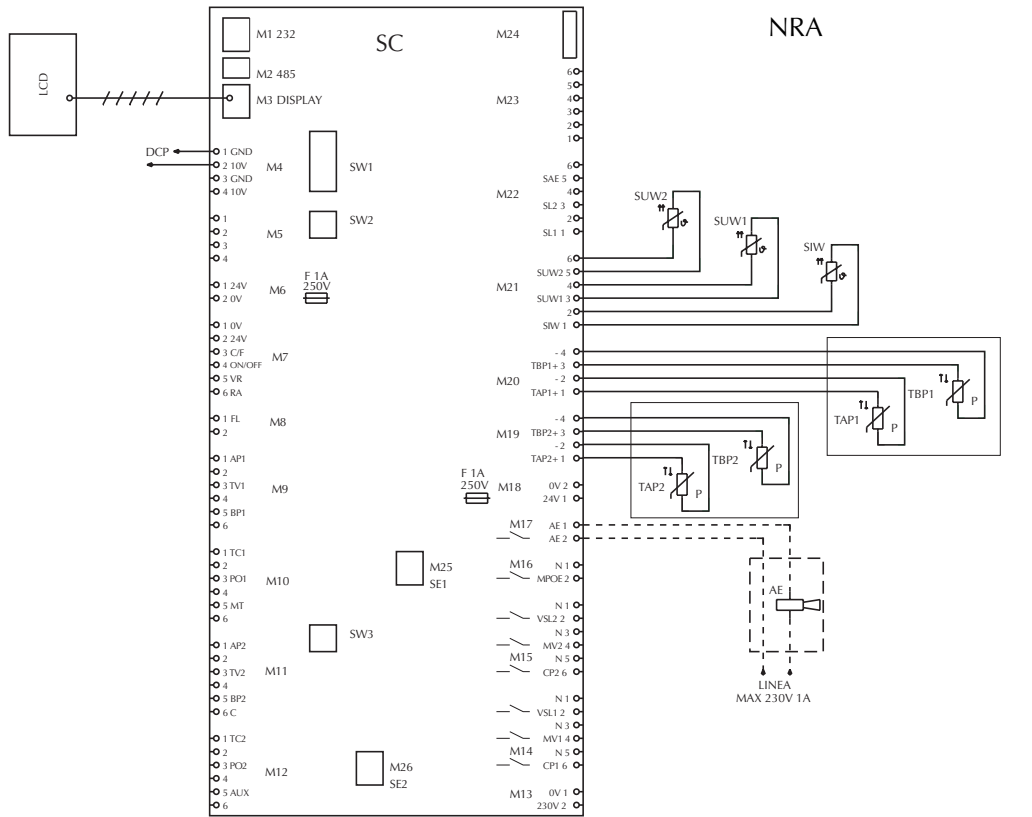 NRA
SC
LCD
M1 232
M2 485
M3 DISPLAY
DCP
1 GND
2 10V
3 GND
4 10V
M4
SW1
1
2
3
4
M5
SW2
1 24V
2 0V
M6
F 1A
250V
1 0V
2 24V
3 C/F
4 ON/OFF
5 VR
6 RA
M7
1 FL
2
M8
1 AP1
2
3 TV1
4
5 BP1
6
M9
1 TC1
2
3 PO1
4
5 MT
6
M10
1 AP2
2
3 TV2
4
5 BP2
6 C
M11
SW3
1 TC2
2
3 PO2
4
5 AUX
6
M12
M25
SE1
M26
SE2
M24
M23
6
5
4
3
2
1
M22
6
SAE 5
4
SL2 3
2
SL1 1
M21
6
SUW2 5
4
SUW1 3
2
SIW 1
SUW2
SUW1
SIW
M20
- 4
TBP1+ 3
- 2
TAP1+ 1
TBP1
P
TAP1
P
M19
- 4
TBP2+ 3
- 2
TAP2+ 1
TBP2
P
TAP2
P
F 1A
250V
M18
0V 2
24V 1
M17
AE 1
AE 2
M16
N 1
MPOE 2
N 1
VSL2 2
N 3
MV2 4
M15
N 5
CP2 6
N 1
VSL1 2
N 3
MV1 4
M14
N 5
CP1 6
M13
0V 1
230V 2
AE
LINEA
MAX 230V 1A